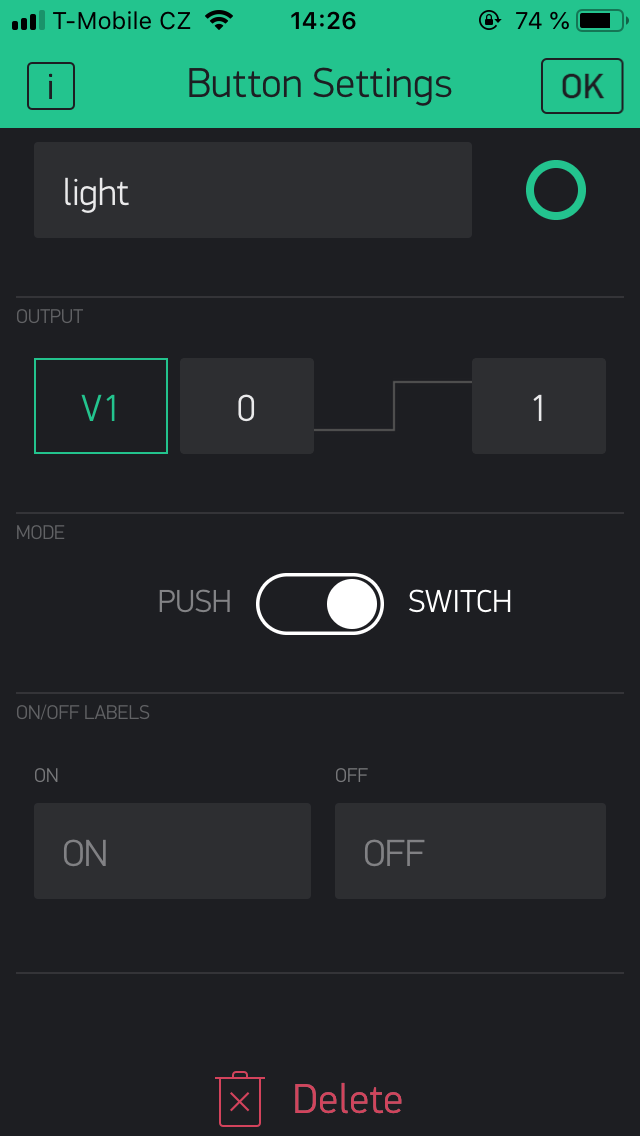 T-Mobile CZ 14:26 74 %
i Button Settings OK
light
OUTPUT
V1 0 1
MODE
PUSH SWITCH
ON/OFF LABELS
ON OFF
ON OFF
Delete